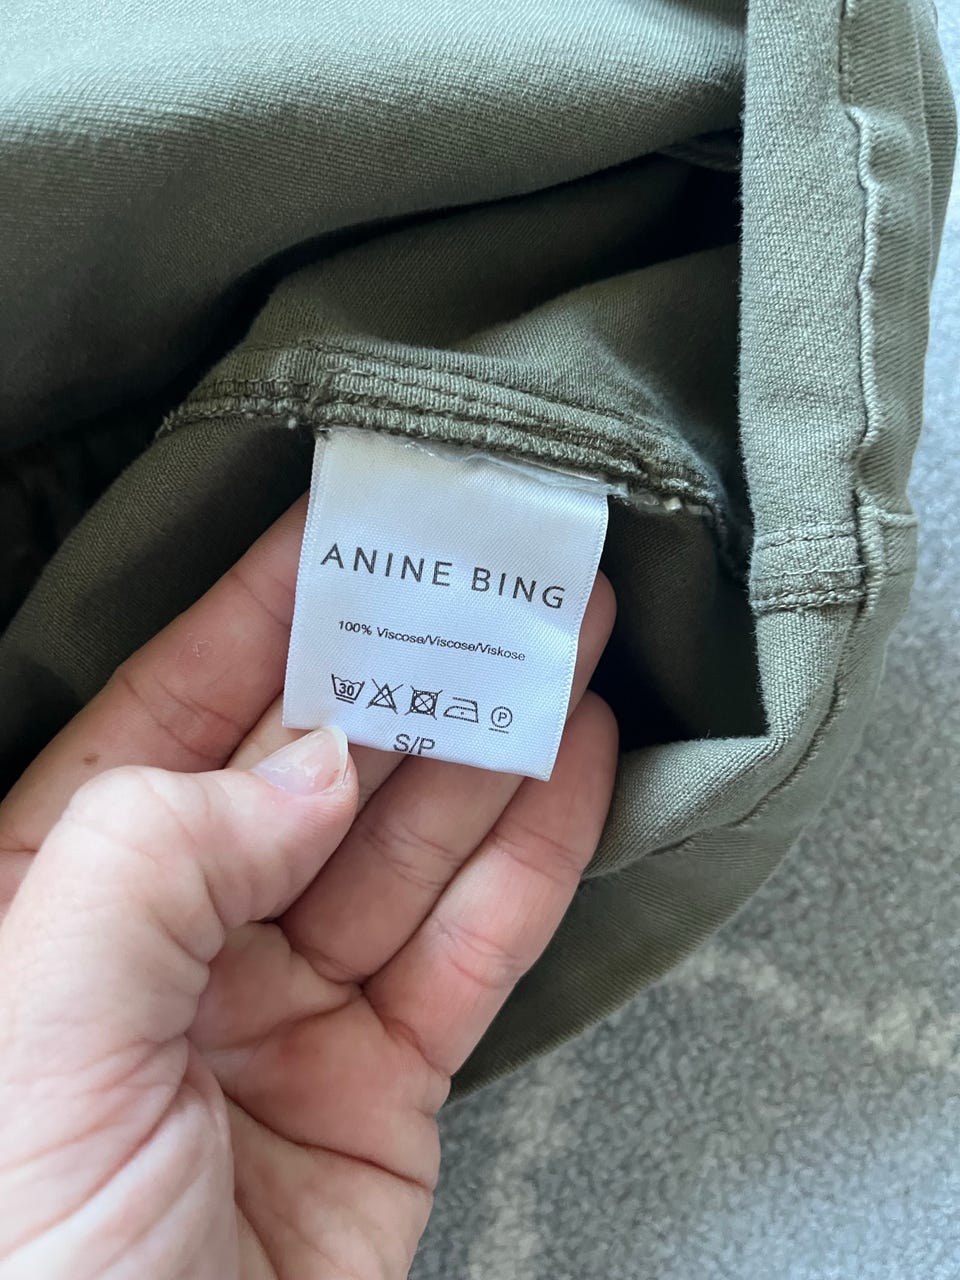 ANINE BING
100% Viscose/Viscose/Viskose
30 P
S/P